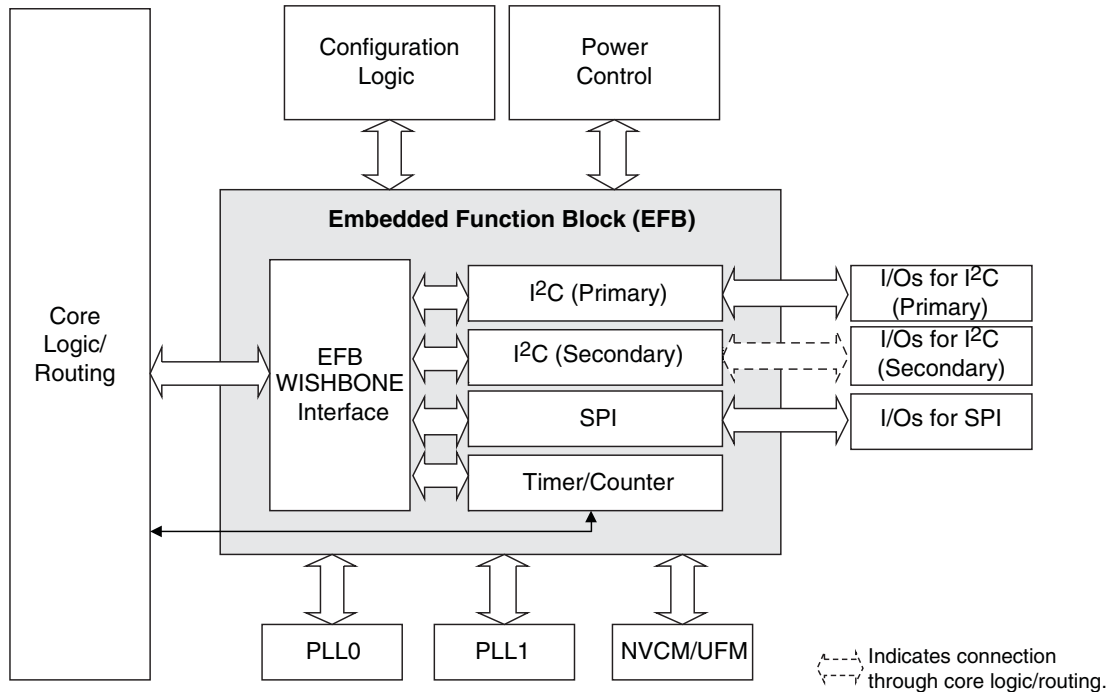 Configuration
Logic
Power
Control
Embedded Function Block (EFB)
Core
Logic/
Routing
EFB
WISHBONE
Interface
I²C (Primary)
I²C (Secondary)
SPI
Timer/Counter
I/Os for I²C
(Primary)
I/Os for I²C
(Secondary)
I/Os for SPI
PLL0
PLL1
NVCM/UFM
Indicates connection
through core logic/routing.